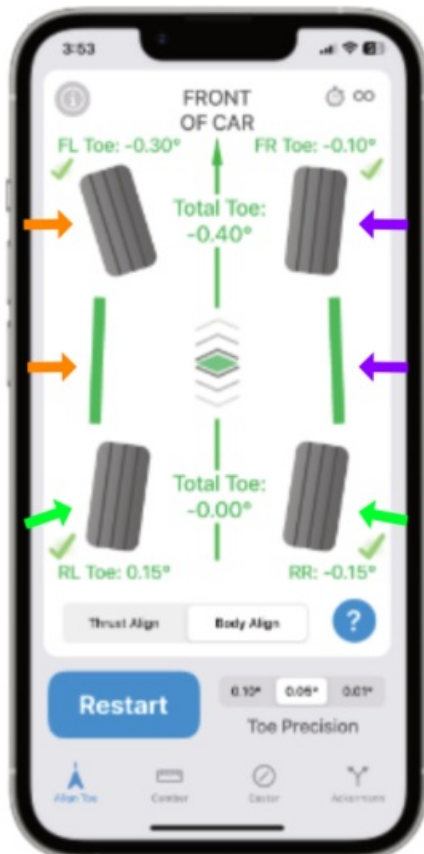 3:53
FRONT
OF CAR
FL Toe: -0.30°
FR Toe: -0.10°
Total Toe:
-0.40°
Total Toe:
-0.00°
RL Toe: 0.15°
RR: -0.15°
Thrust Align
Body Align
?
Restart
0.10° 0.05° 0.01°
Toe Precision
Align Toe
Camber
Caster
Ackermann